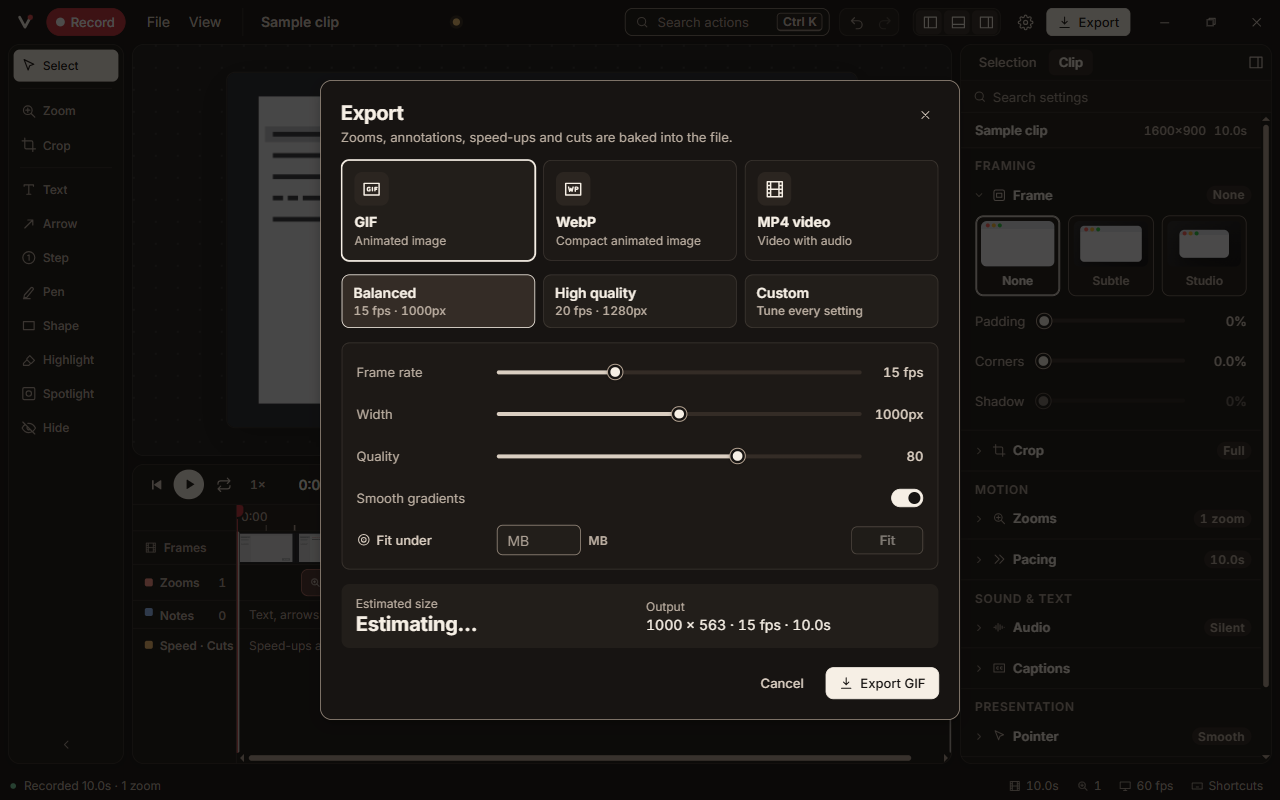 Record
File
View
Sample clip
Search actions
Ctrl K
Export
Select
Zoom
Crop
Text
Arrow
Step
Pen
Shape
Highlight
Spotlight
Hide
Export
Zooms, annotations, speed-ups and cuts are baked into the file.
GIF
GIF
Animated image
WP
WebP
Compact animated image
MP4 video
Video with audio
Balanced
15 fps · 1000px
High quality
20 fps · 1280px
Custom
Tune every setting
Frame rate
15 fps
Width
1000px
Quality
80
Smooth gradients
Fit under
MB
MB
Fit
Estimated size
Estimating...
Output
1000 × 563 · 15 fps · 10.0s
Cancel
Export GIF
1×
0:0
0:00
Frames
Zooms 1
Notes 0
Text, arrows
Speed · Cuts
Speed-ups a
Selection
Clip
Search settings
Sample clip
1600×900 10.0s
FRAMING
Frame
None
None
Subtle
Studio
Padding
0%
Corners
0.0%
Shadow
0%
Crop
Full
MOTION
Zooms
1 zoom
Pacing
10.0s
SOUND & TEXT
Audio
Silent
Captions
PRESENTATION
Pointer
Smooth
Recorded 10.0s · 1 zoom
10.0s
1
60 fps
Shortcuts